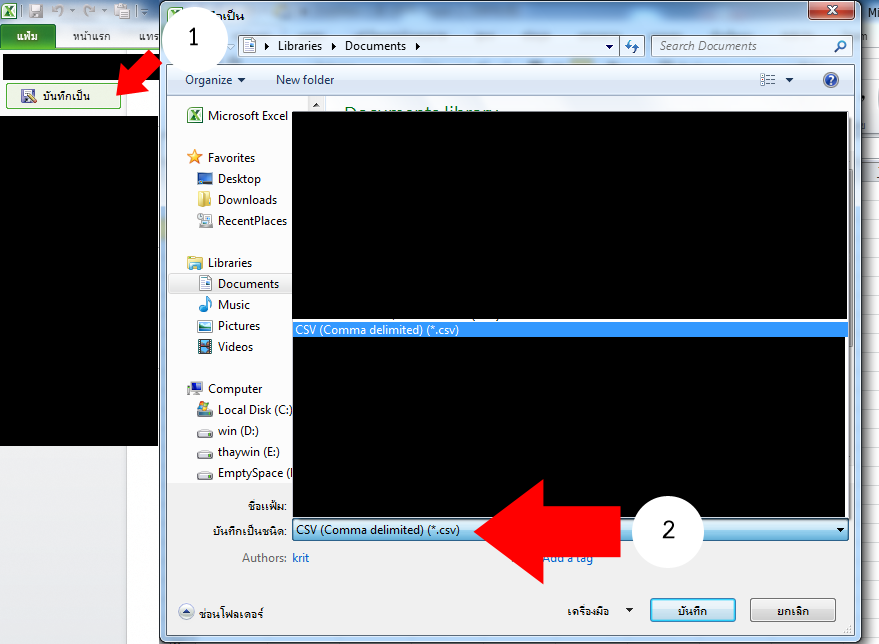 1
บันทึกเป็น
แฟ้ม
หน้าแรก
บันทึกเป็น
Libraries
Documents
Search Documents
Organize
New folder
Microsoft Excel
Favorites
Desktop
Downloads
RecentPlaces
Libraries
Documents
Music
Pictures
Videos
Computer
Local Disk (C:)
win (D:)
thaywin (E:)
EmptySpace (
CSV (Comma delimited) (*.csv)
ชื่อแฟ้ม:
บันทึกเป็นชนิด: CSV (Comma delimited) (*.csv)
2
Authors: krit
Add a tag
ซ่อนโฟลเดอร์
เครื่องมือ
บันทึก
ยกเลิก